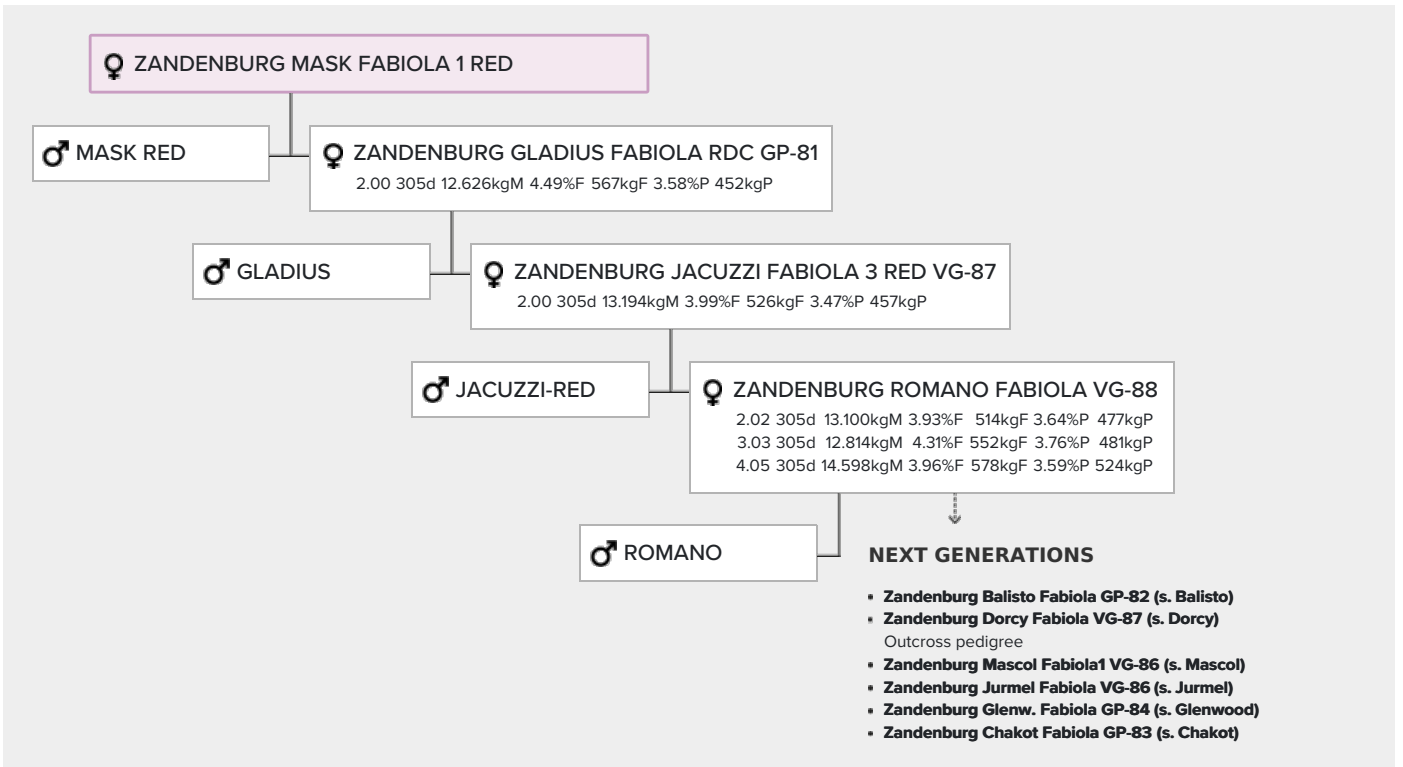 ZANDENBURG MASK FABIOLA 1 RED
MASK RED
ZANDENBURG GLADIUS FABIOLA RDC GP-81
2.00 305d 12.626kgM 4.49%F 567kgF 3.58%P 452kgP
GLADIUS
ZANDENBURG JACUZZI FABIOLA 3 RED VG-87
2.00 305d 13.194kgM 3.99%F 526kgF 3.47%P 457kgP
JACUZZI-RED
ZANDENBURG ROMANO FABIOLA VG-88
2.02 305d 13.100kgM 3.93%F 514kgF 3.64%P 477kgP
3.03 305d 12.814kgM 4.31%F 552kgF 3.76%P 481kgP
4.05 305d 14.598kgM 3.96%F 578kgF 3.59%P 524kgP
ROMANO
NEXT GENERATIONS
• Zandenburg Balisto Fabiola GP-82 (s. Balisto)
• Zandenburg Dorcy Fabiola VG-87 (s. Dorcy)
Outcross pedigree
• Zandenburg Mascol Fabiola1 VG-86 (s. Mascol)
• Zandenburg Jurmel Fabiola VG-86 (s. Jurmel)
• Zandenburg Glenw. Fabiola GP-84 (s. Glenwood)
• Zandenburg Chakot Fabiola GP-83 (s. Chakot)